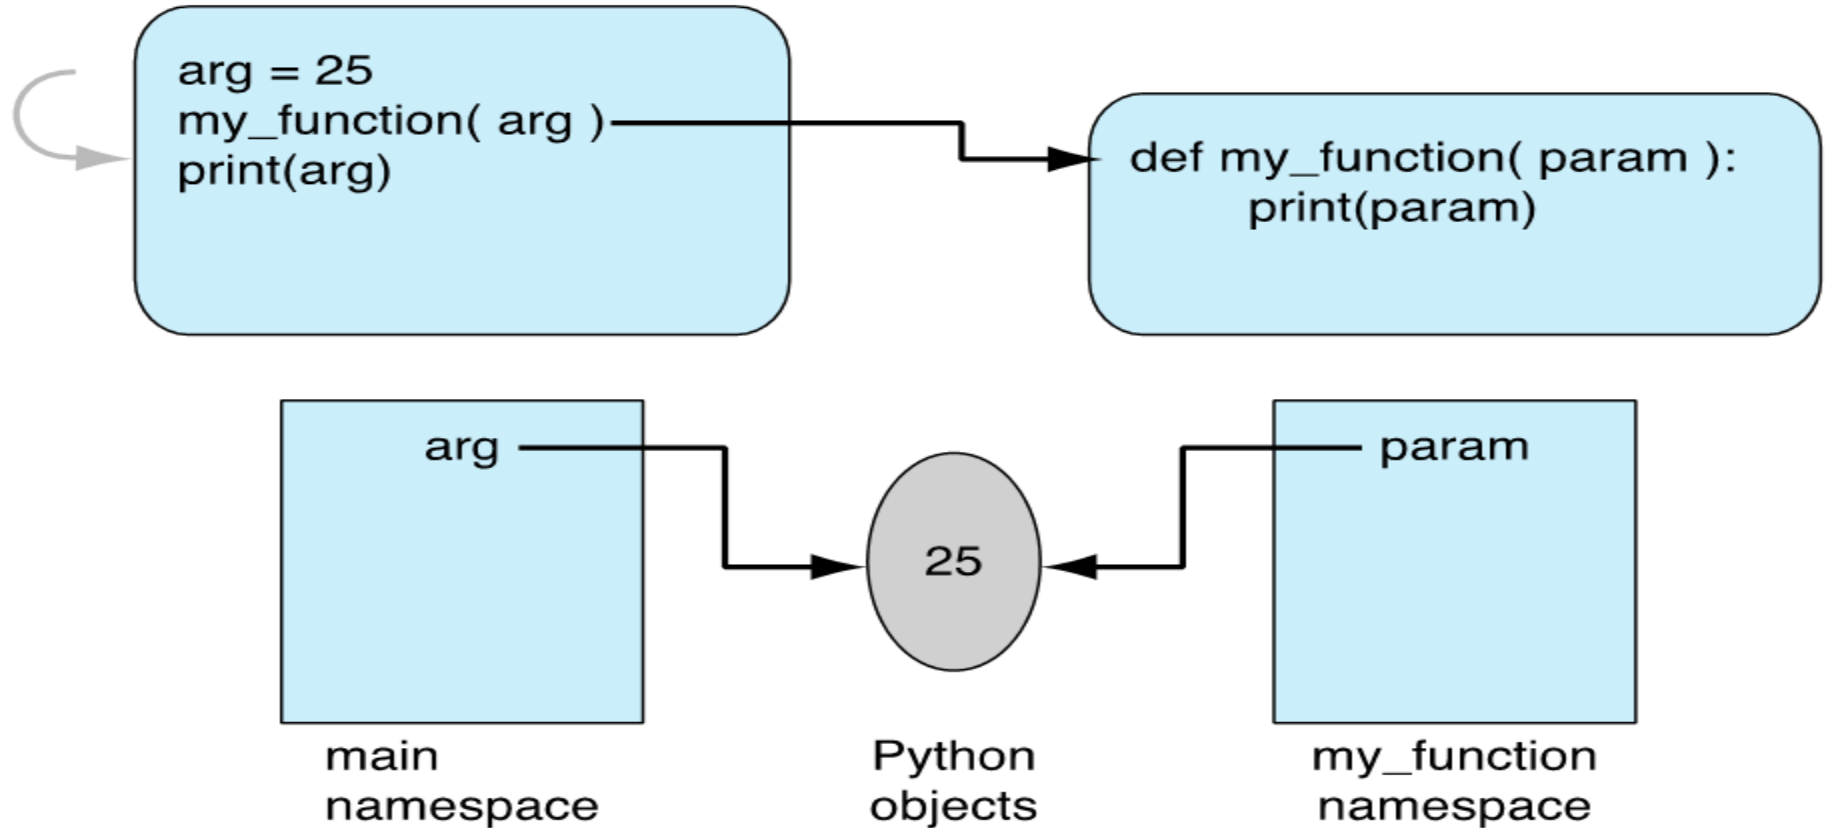 arg = 25
my_function( arg )
print(arg)
def my_function( param ):
print(param)
arg
25
param
main
namespace
Python
objects
my_function
namespace